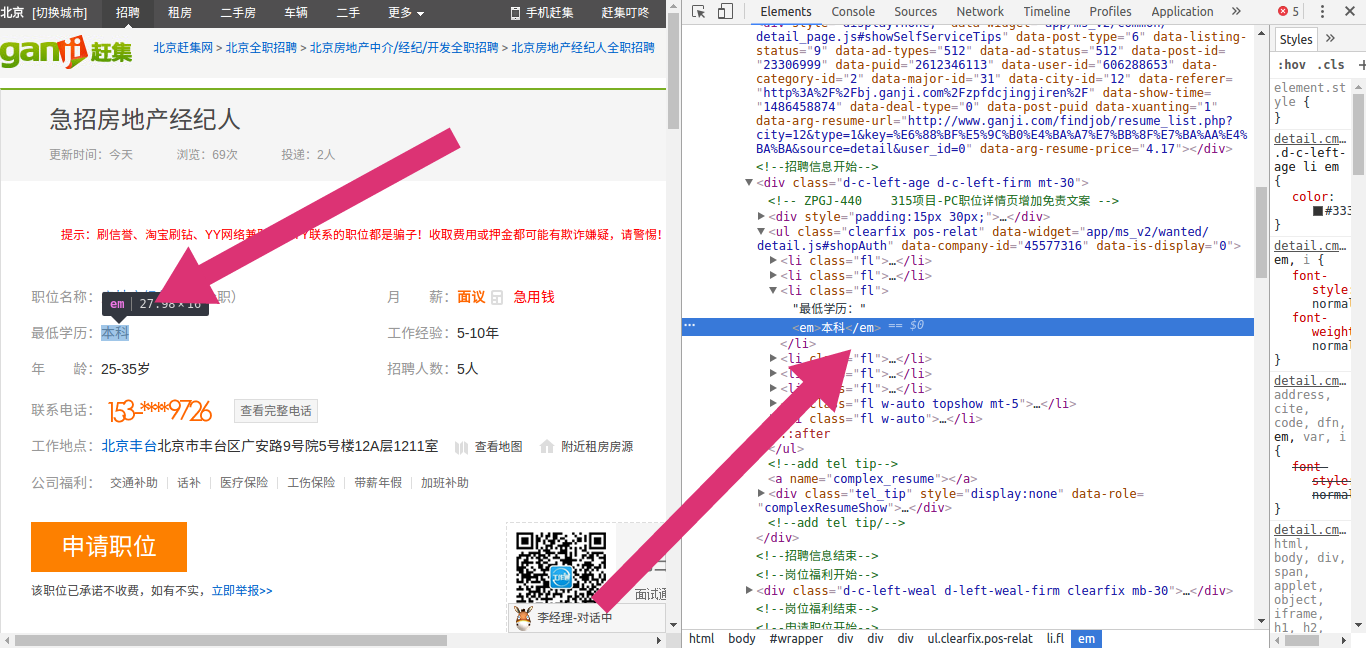 北京 [切换城市] 招聘 租房 二手房 车辆 二手 更多 手机赶集 赶集叮咚
ganji 赶集
北京赶集网 > 北京全职招聘 > 北京房地产中介/经纪/开发全职招聘 > 北京房地产经纪人全职招聘
急招房地产经纪人
更新时间：今天 浏览：69次 投递：2人
提示：刷信誉、淘宝刷钻、YY网络兼 YY联系的职位都是骗子！收取费用或押金都可能有欺诈嫌疑，请警惕！
em | 27.98×16
职位名称： 职)
月 薪：面议 急用钱
最低学历：本科
工作经验：5-10年
年 龄：25-35岁
招聘人数：5人
联系电话：153-****9726 查看完整电话
工作地点：北京丰台北京市丰台区广安路9号院5号楼12A层1211室 查看地图 附近租房房源
公司福利： 交通补助 | 话补 | 医疗保险 | 工伤保险 | 带薪年假 | 加班补助
申请职位
该职位已承诺不收费，如有不实，立即举报>>
面试通
李经理-对话中
Elements Console Sources Network Timeline Profiles Application » 5
<div style="display:none;" data-widget="app/ms_v2/common/
detail_page.js#showSelfServiceTips" data-post-type="6" data-listing-
status="9" data-ad-types="512" data-ad-status="512" data-post-id=
"23306999" data-puid="2612346113" data-user-id="606288653" data-
category-id="2" data-major-id="31" data-city-id="12" data-referer=
"http%3A%2F%2Fbj.ganji.com%2Fzpfdcjingjiren%2F" data-show-time=
"1486458874" data-deal-type="0" data-post-puid data-xuanting="1"
data-arg-resume-url="http://www.ganji.com/findjob/resume_list.php?
city=12&type=1&key=%E6%88%BF%E5%9C%B0%E4%BA%A7%E7%BB%8F%E7%BA%AA%E4%
BA%BA&source=detail&user_id=0" data-arg-resume-price="4.17"></div>
<!--招聘信息开始-->
<div class="d-c-left-age d-c-left-firm mt-30">
<!-- ZPGJ-440 315项目-PC职位详情页增加免责文案 -->
<div style="padding:15px 30px;">…</div>
<ul class="clearfix pos-relat" data-widget="app/ms_v2/wanted/
detail.js#shopAuth" data-company-id="45577316" data-is-display="0">
<li class="fl">…</li>
<li class="fl">…</li>
<li class="fl">
"最低学历："
… <em>本科</em> == $0
</li>
<li class="fl">…</li>
<li "fl">…</li>
<li "fl">…</li>
"fl w-auto topshow mt-5">…</li>
class="fl w-auto">…</li>
::after
</ul>
<!--add tel tip-->
<a name="complex_resume"></a>
<div class="tel_tip" style="display:none" data-role=
"complexResumeShow">…</div>
<!--add tel tip/-->
</div>
<!--招聘信息结束-->
<!--岗位福利开始-->
<div class="d-c-left-weal d-left-weal-firm clearfix mb-30">…</div>
<!--岗位福利结束-->
<!--申请职位开始-->
html body #wrapper div div div ul.clearfix.pos-relat li.fl em
Styles »
:hov .cls +
element.st
yle {
}
detail.cm…
.d-c-left-
age li em
{
color:
#333
}
detail.cm…
em, i {
font-
style:
normal
font-
weight
normal
}
detail.cm…
address,
cite,
code, dfn,
em, var, i
{
font-
style
normal
}
detail.cm…
html,
body, div,
span,
applet,
object,
iframe,
h1, h2,